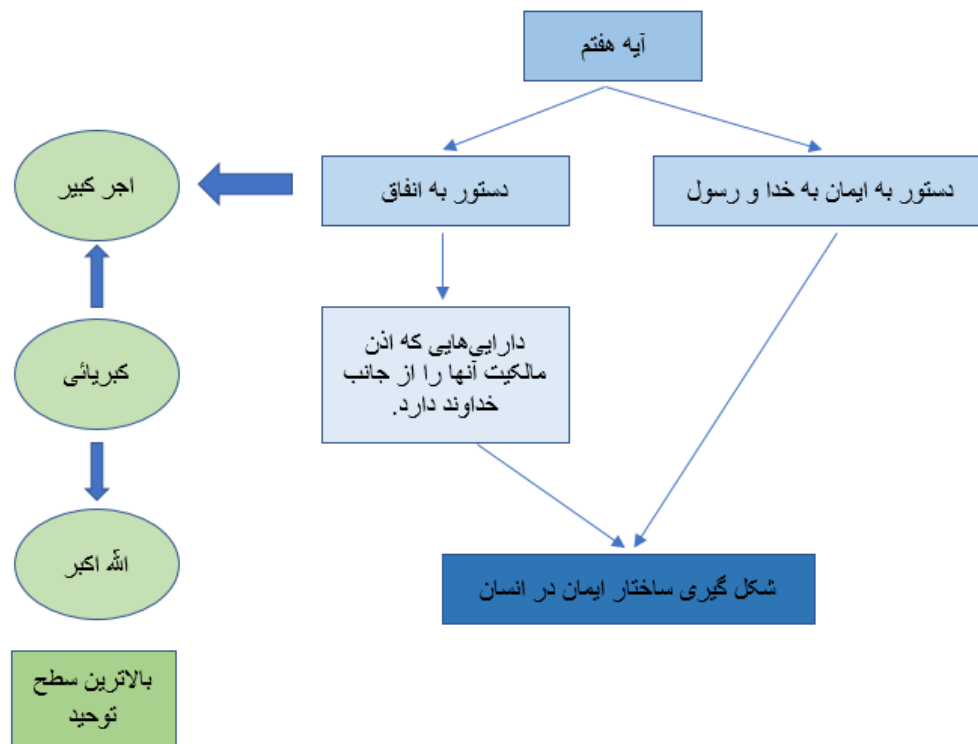 آیه هفتم
دستور به ایمان به خدا و رسول
دستور به انفاق
اجر کبیر
دارایی‌هایی که اذن
مالکیت آنها را از جانب
خداوند دارد.
کبریائی
الله اکبر
شکل گیری ساختار ایمان در انسان
بالاترین سطح
توحید